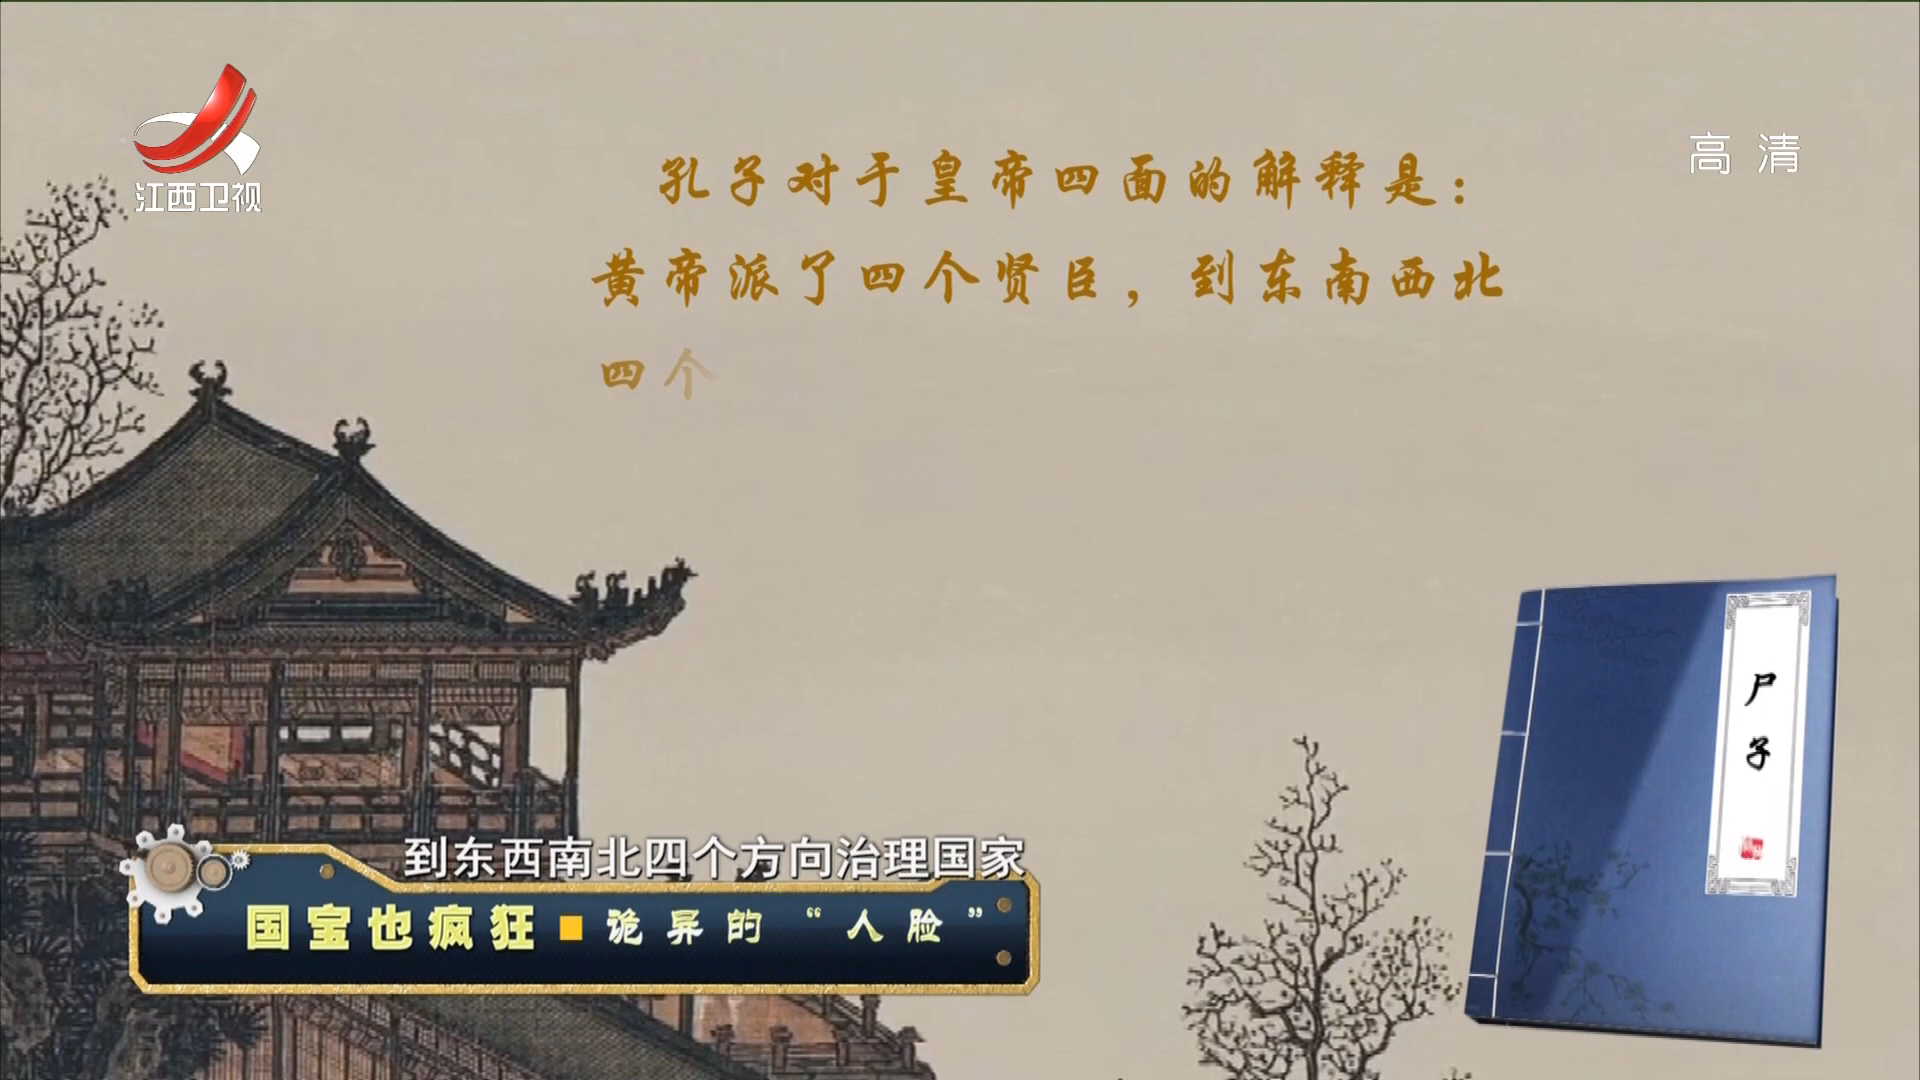 江西卫视
高清
孔子对于皇帝四面的解释是：
黄帝派了四个贤臣，到东南西北
四个
尸子
到东西南北四个方向治理国家
国宝也疯狂■诡异的“人脸”